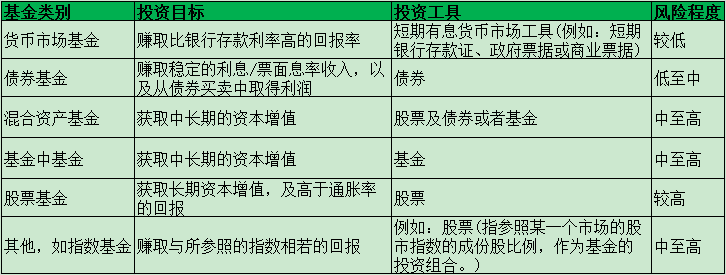 基金类别 投资目标 投资工具 风险程度
货币市场基金 赚取比银行存款利率高的回报率 短期有息货币市场工具(例如：短期
银行存款证、政府票据或商业票据) 较低
债券基金 赚取稳定的利息/票面息率收入，以
及从债券买卖中取得利润 债券 低至中
混合资产基金 获取中长期的资本增值 股票及债券或者基金 中至高
基金中基金 获取中长期的资本增值 基金 中至高
股票基金 获取长期资本增值，及高于通胀率
的回报 股票 较高
其他，如指数基金 赚取与所参照的指数相若的回报 例如：股票(指参照某一个市场的股
市指数的成份股比例，作为基金的
投资组合。) 中至高